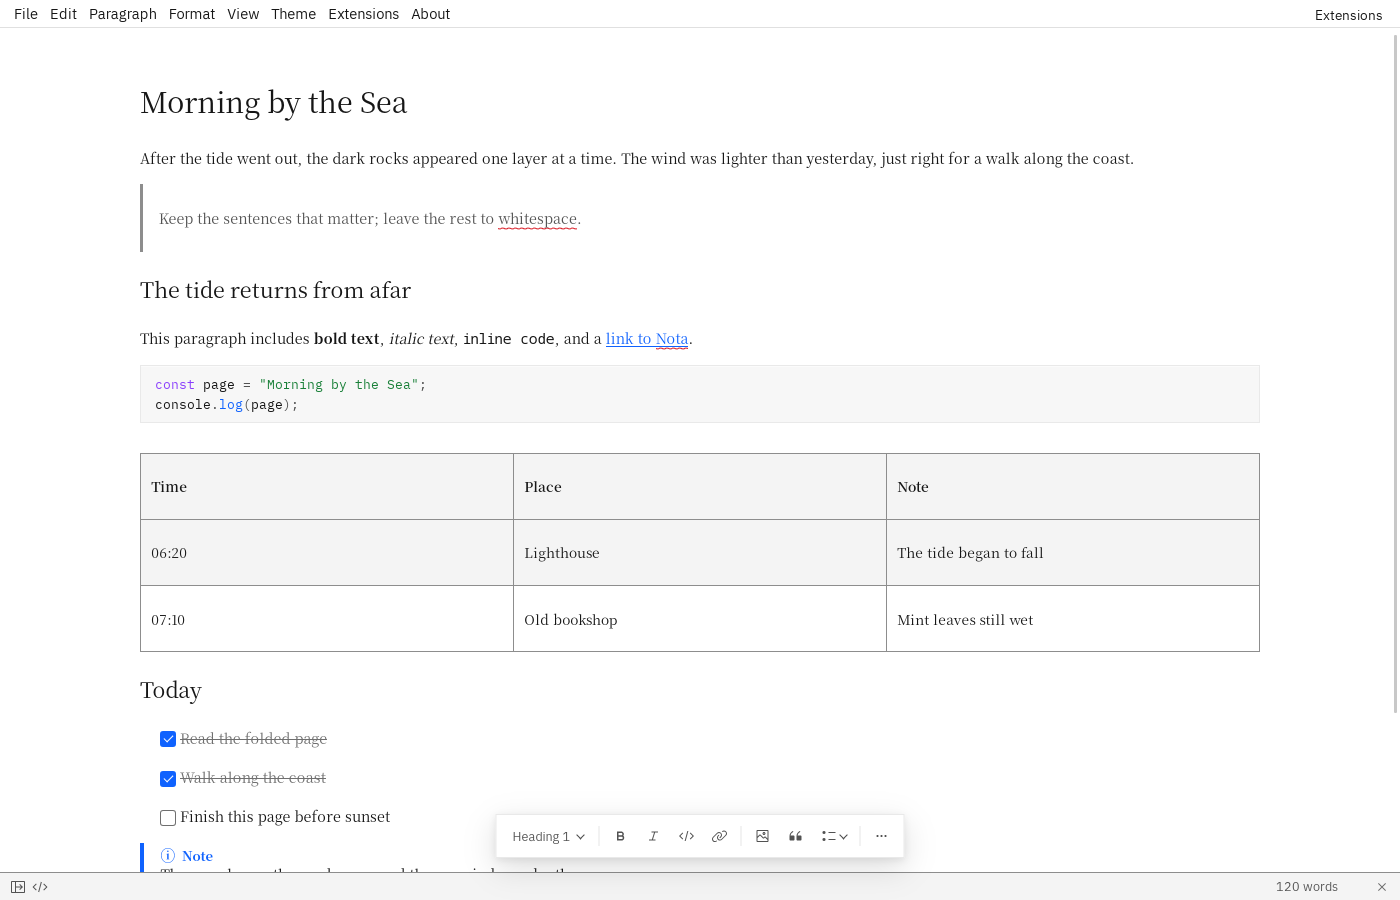 File Edit Paragraph Format View Theme Extensions About Extensions
Morning by the Sea
After the tide went out, the dark rocks appeared one layer at a time. The wind was lighter than yesterday, just right for a walk along the coast.
Keep the sentences that matter; leave the rest to whitespace.
The tide returns from afar
This paragraph includes bold text, italic text, inline code, and a link to Nota.
const page = "Morning by the Sea";
console.log(page);
Time Place Note
06:20 Lighthouse The tide began to fall
07:10 Old bookshop Mint leaves still wet
Today
Read the folded page
Walk along the coast
Finish this page before sunset
Heading 1
Note
120 words